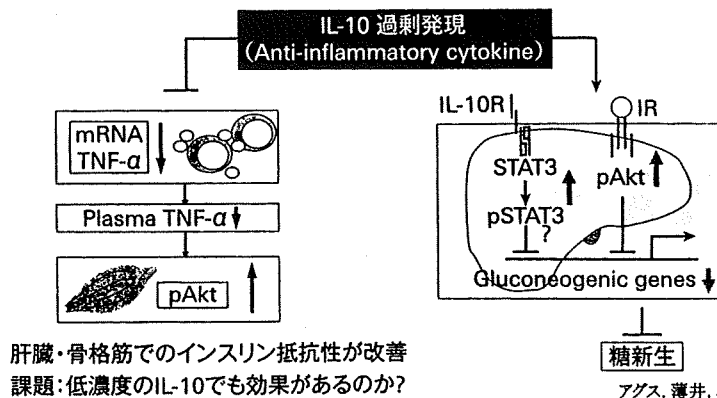 IL-10 過剰発現
(Anti-inflammatory cytokine)
mRNA
TNF-α
Plasma TNF-α
pAkt
IL-10R
IR
STAT3
pAkt
pSTAT3
?
Gluconeogenic genes
糖新生
肝臓・骨格筋でのインスリン抵抗性が改善
課題:低濃度のIL-10でも効果があるのか?
アグス, 薄井,